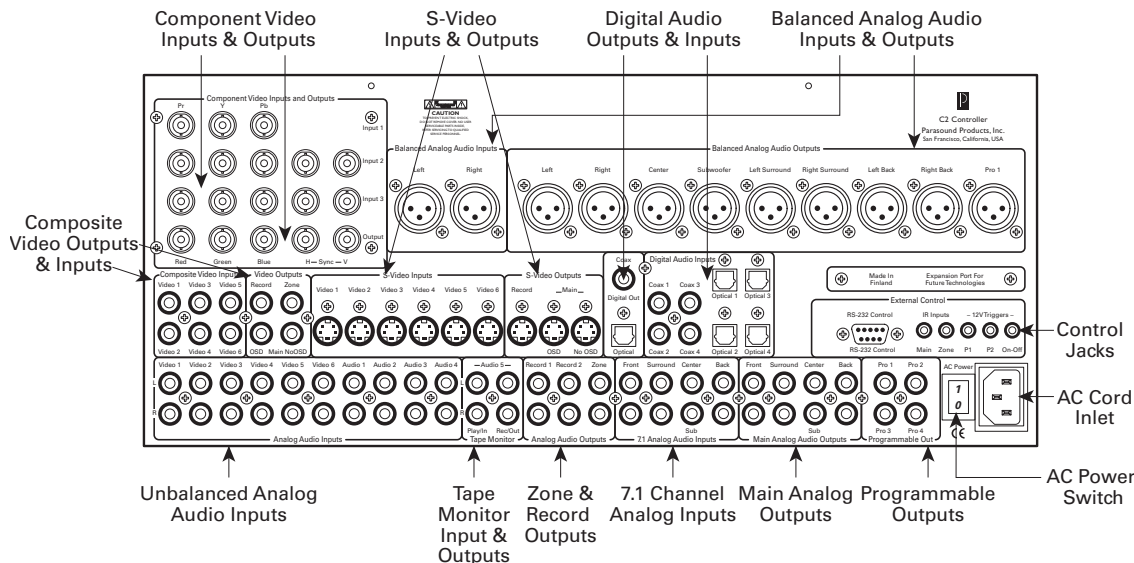 Component Video
Inputs & Outputs
S-Video
Inputs & Outputs
Digital Audio
Outputs & Inputs
Balanced Analog Audio
Inputs & Outputs
Component Video Inputs and Outputs
Pr Y Pb
Input 1
Input 2
Input 3
Output
Red Green Blue H — Sync — V
CAUTION
C2 Controller
Parasound Products, Inc.
San Francisco, California, USA
Balanced Analog Audio Inputs
Left Right
Balanced Analog Audio Outputs
Left Right Center Subwoofer Left Surround Right Surround Left Back Right Back Pro 1
Composite
Video Outputs
& Inputs
Composite Video Inputs
Video 1 Video 3 Video 5
Video 2 Video 4 Video 6
Video Outputs
Record Zone
OSD Main NoOSD
S-Video Inputs
Video 1 Video 2 Video 3 Video 4 Video 5 Video 6
S-Video Outputs
Record —Main—
OSD No OSD
Coax
Digital Out
Optical
Digital Audio Inputs
Coax 1 Coax 3
Optical 1 Optical 3
Coax 2 Coax 4
Optical 2 Optical 4
Made In
Finland
Expansion Port For
Future Technologies
External Control
RS-232 Control
RS-232 Control
IR Inputs
– 12V Triggers –
Main Zone P1 P2 On-Off
Control
Jacks
Video 1 Video 2 Video 3 Video 4 Video 5 Video 6 Audio 1 Audio 2 Audio 3 Audio 4
L
R
Analog Audio Inputs
—Audio 5—
L
R
Play/In Rec/Out
Tape Monitor
Record 1 Record 2 Zone
Analog Audio Outputs
Front Surround Center Back
Sub
7.1 Analog Audio Inputs
Front Surround Center Back
Sub
Main Analog Audio Outputs
Pro 1 Pro 2
Pro 3 Pro 4
Programmable Out
AC Power
1
0
CE
AC Cord
Inlet
AC Power
Switch
Unbalanced Analog
Audio Inputs
Tape
Monitor
Input &
Outputs
Zone &
Record
Outputs
7.1 Channel
Analog Inputs
Main Analog
Outputs
Programmable
Outputs